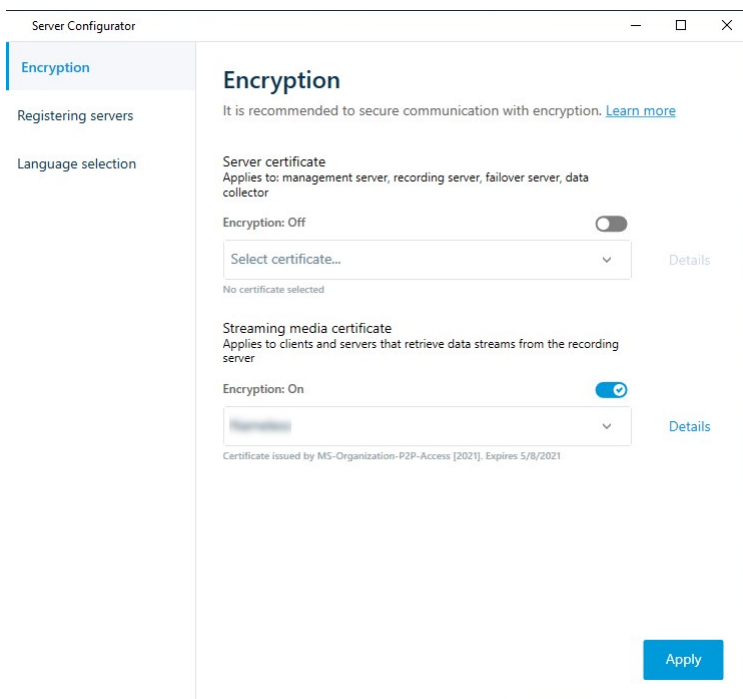 Server Configurator
Encryption
Registering servers
Language selection
Encryption
It is recommended to secure communication with encryption. Learn more
Server certificate
Applies to: management server, recording server, failover server, data
collector
Encryption: Off
Select certificate...
Details
No certificate selected
Streaming media certificate
Applies to clients and servers that retrieve data streams from the recording
server
Encryption: On
Details
Certificate issued by MS-Organization-P2P-Access [2021]. Expires 5/8/2021
Apply